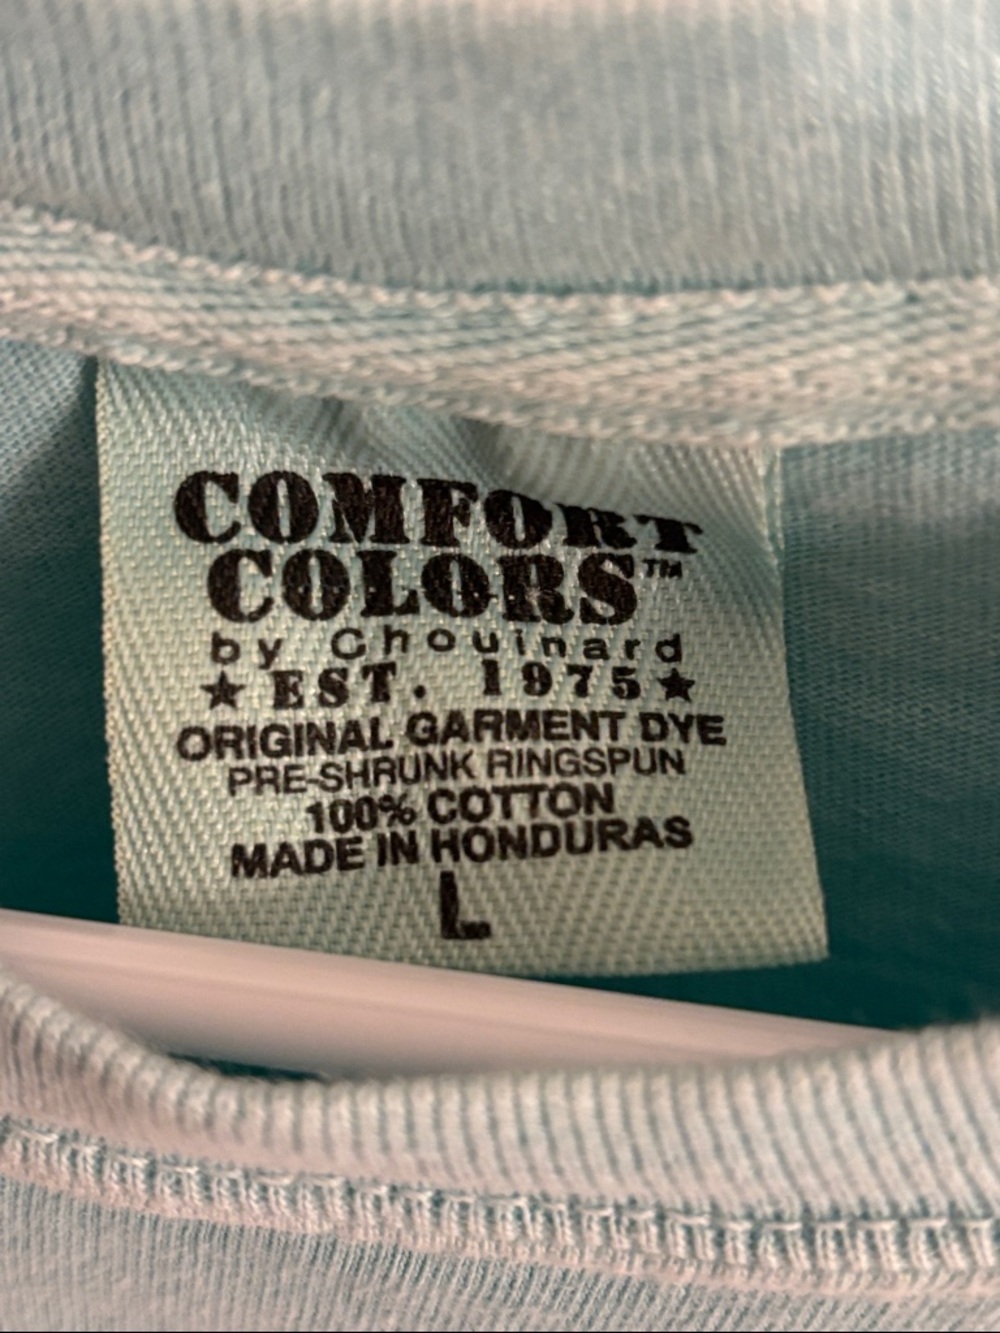 COMFORT
COLORS™
by Chouinard
★ EST. 1975 ★
ORIGINAL GARMENT DYE
PRE-SHRUNK RINGSPUN
100% COTTON
MADE IN HONDURAS
L